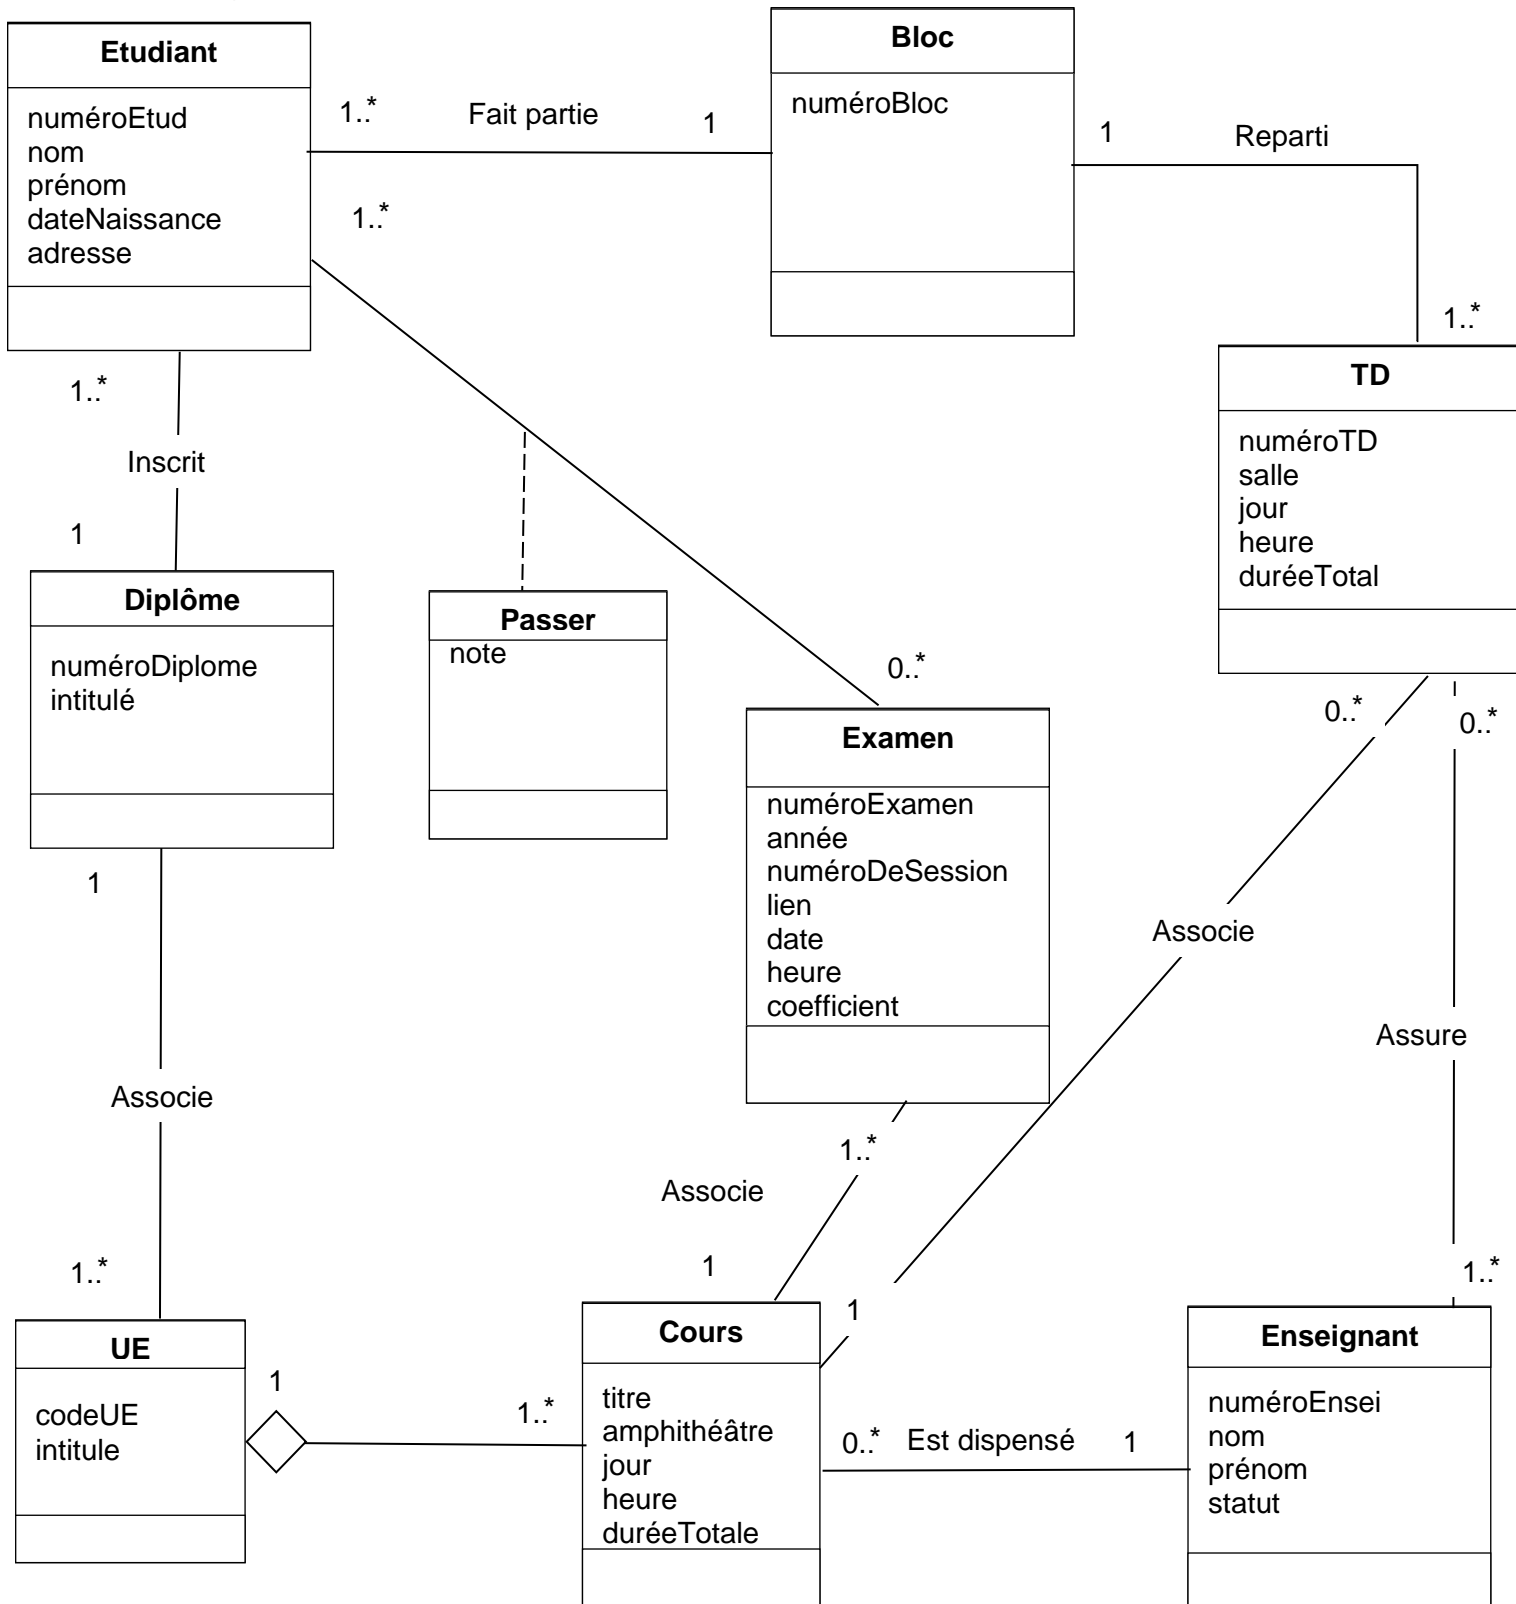 Etudiant
numéroEtud
nom
prénom
dateNaissance
adresse
1..*
Fait partie
1
Bloc
numéroBloc
1
Reparti
1..*
1..*
TD
numéroTD
salle
jour
heure
duréeTotal
1..*
Inscrit
1
Diplôme
numéroDiplome
intitulé
Passer
note
0..*
Examen
numéroExamen
année
numéroDeSession
lien
date
heure
coefficient
0..*
0..*
Associe
Assure
1
Associe
1..*
1..*
Associe
1
1
1..*
UE
codeUE
intitule
1
1..*
Cours
titre
amphithéâtre
jour
heure
duréeTotale
0..*
Est dispensé
1
Enseignant
numéroEnsei
nom
prénom
statut